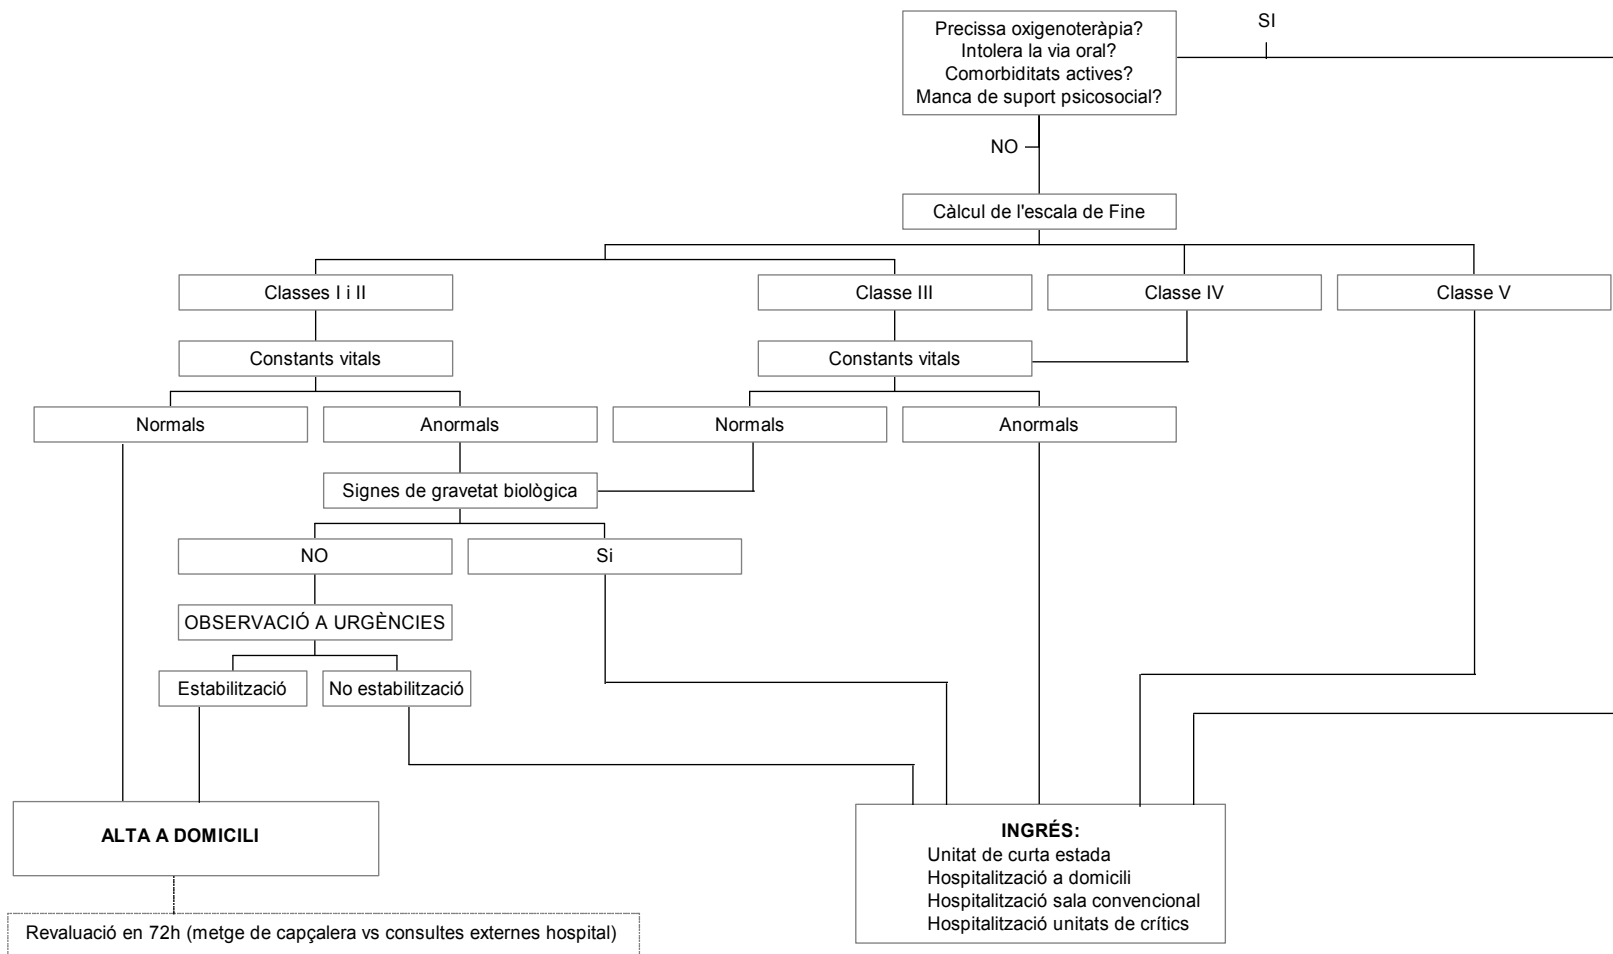 Precissa oxigenoteràpia?
Intolera la via oral?
Comorbiditats actives?
Manca de suport psicosocial?
SI
NO
Càlcul de l'escala de Fine
Classes I i II
Classe III
Classe IV
Classe V
Constants vitals
Constants vitals
Normals
Anormals
Normals
Anormals
Signes de gravetat biològica
NO
Si
OBSERVACIÓ A URGÈNCIES
Estabilització
No estabilització
ALTA A DOMICILI
INGRÉS:
Unitat de curta estada
Hospitalització a domicili
Hospitalització sala convencional
Hospitalització unitats de crítics
Revaluació en 72h (metge de capçalera vs consultes externes hospital)